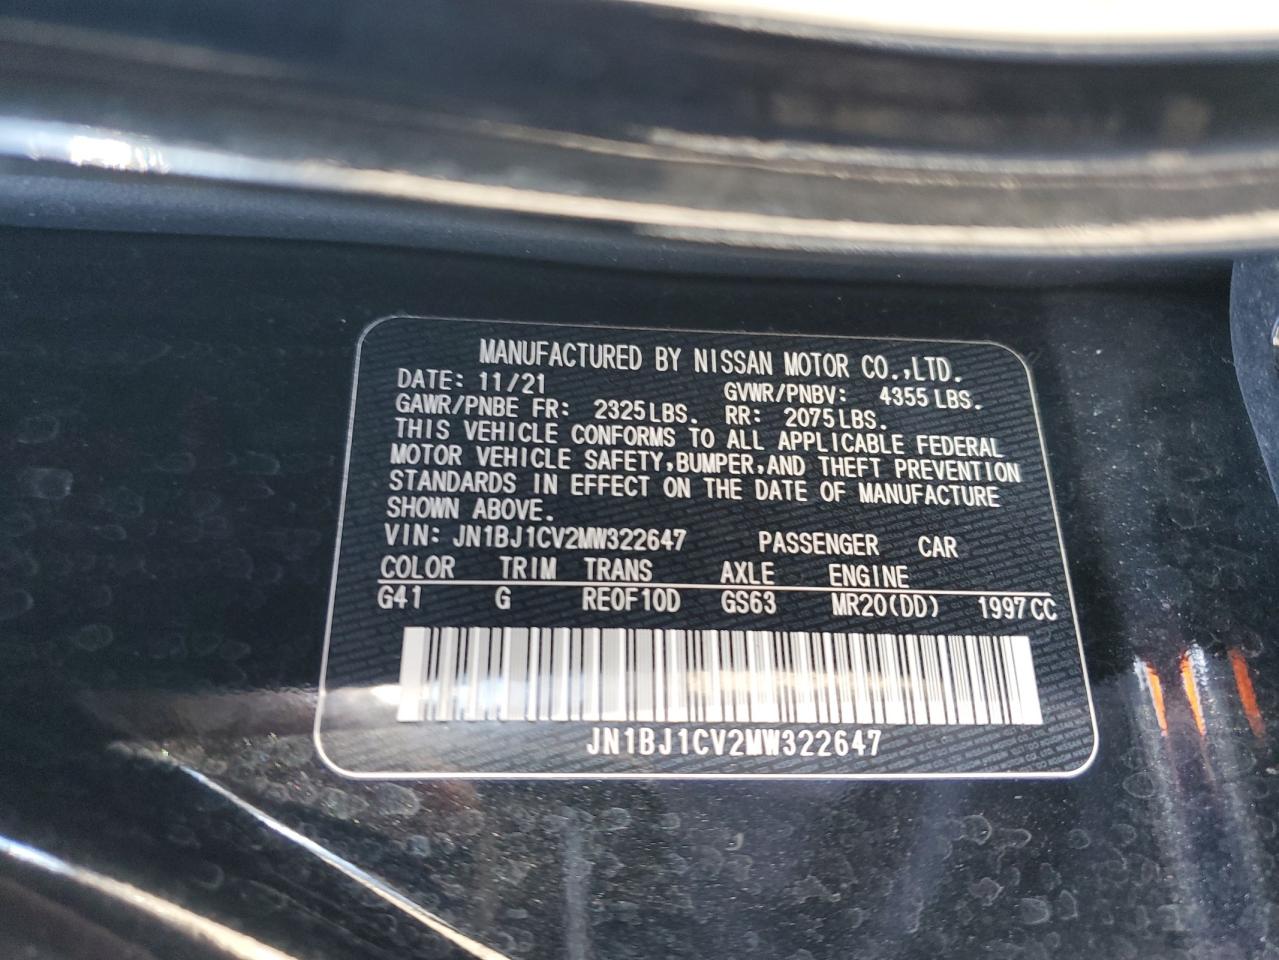 MANUFACTURED BY NISSAN MOTOR CO.,LTD.
DATE: 11/21 GVWR/PNBV: 4355 LBS.
GAWR/PNBE FR: 2325 LBS. RR: 2075 LBS.
THIS VEHICLE CONFORMS TO ALL APPLICABLE FEDERAL
MOTOR VEHICLE SAFETY,BUMPER,AND THEFT PREVENTION
STANDARDS IN EFFECT ON THE DATE OF MANUFACTURE
SHOWN ABOVE.
VIN: JN1BJ1CV2MW322647 PASSENGER CAR
COLOR TRIM TRANS AXLE ENGINE
G41 G RE0F10D GS63 MR20(DD) 1997 CC
JN1BJ1CV2MW322647